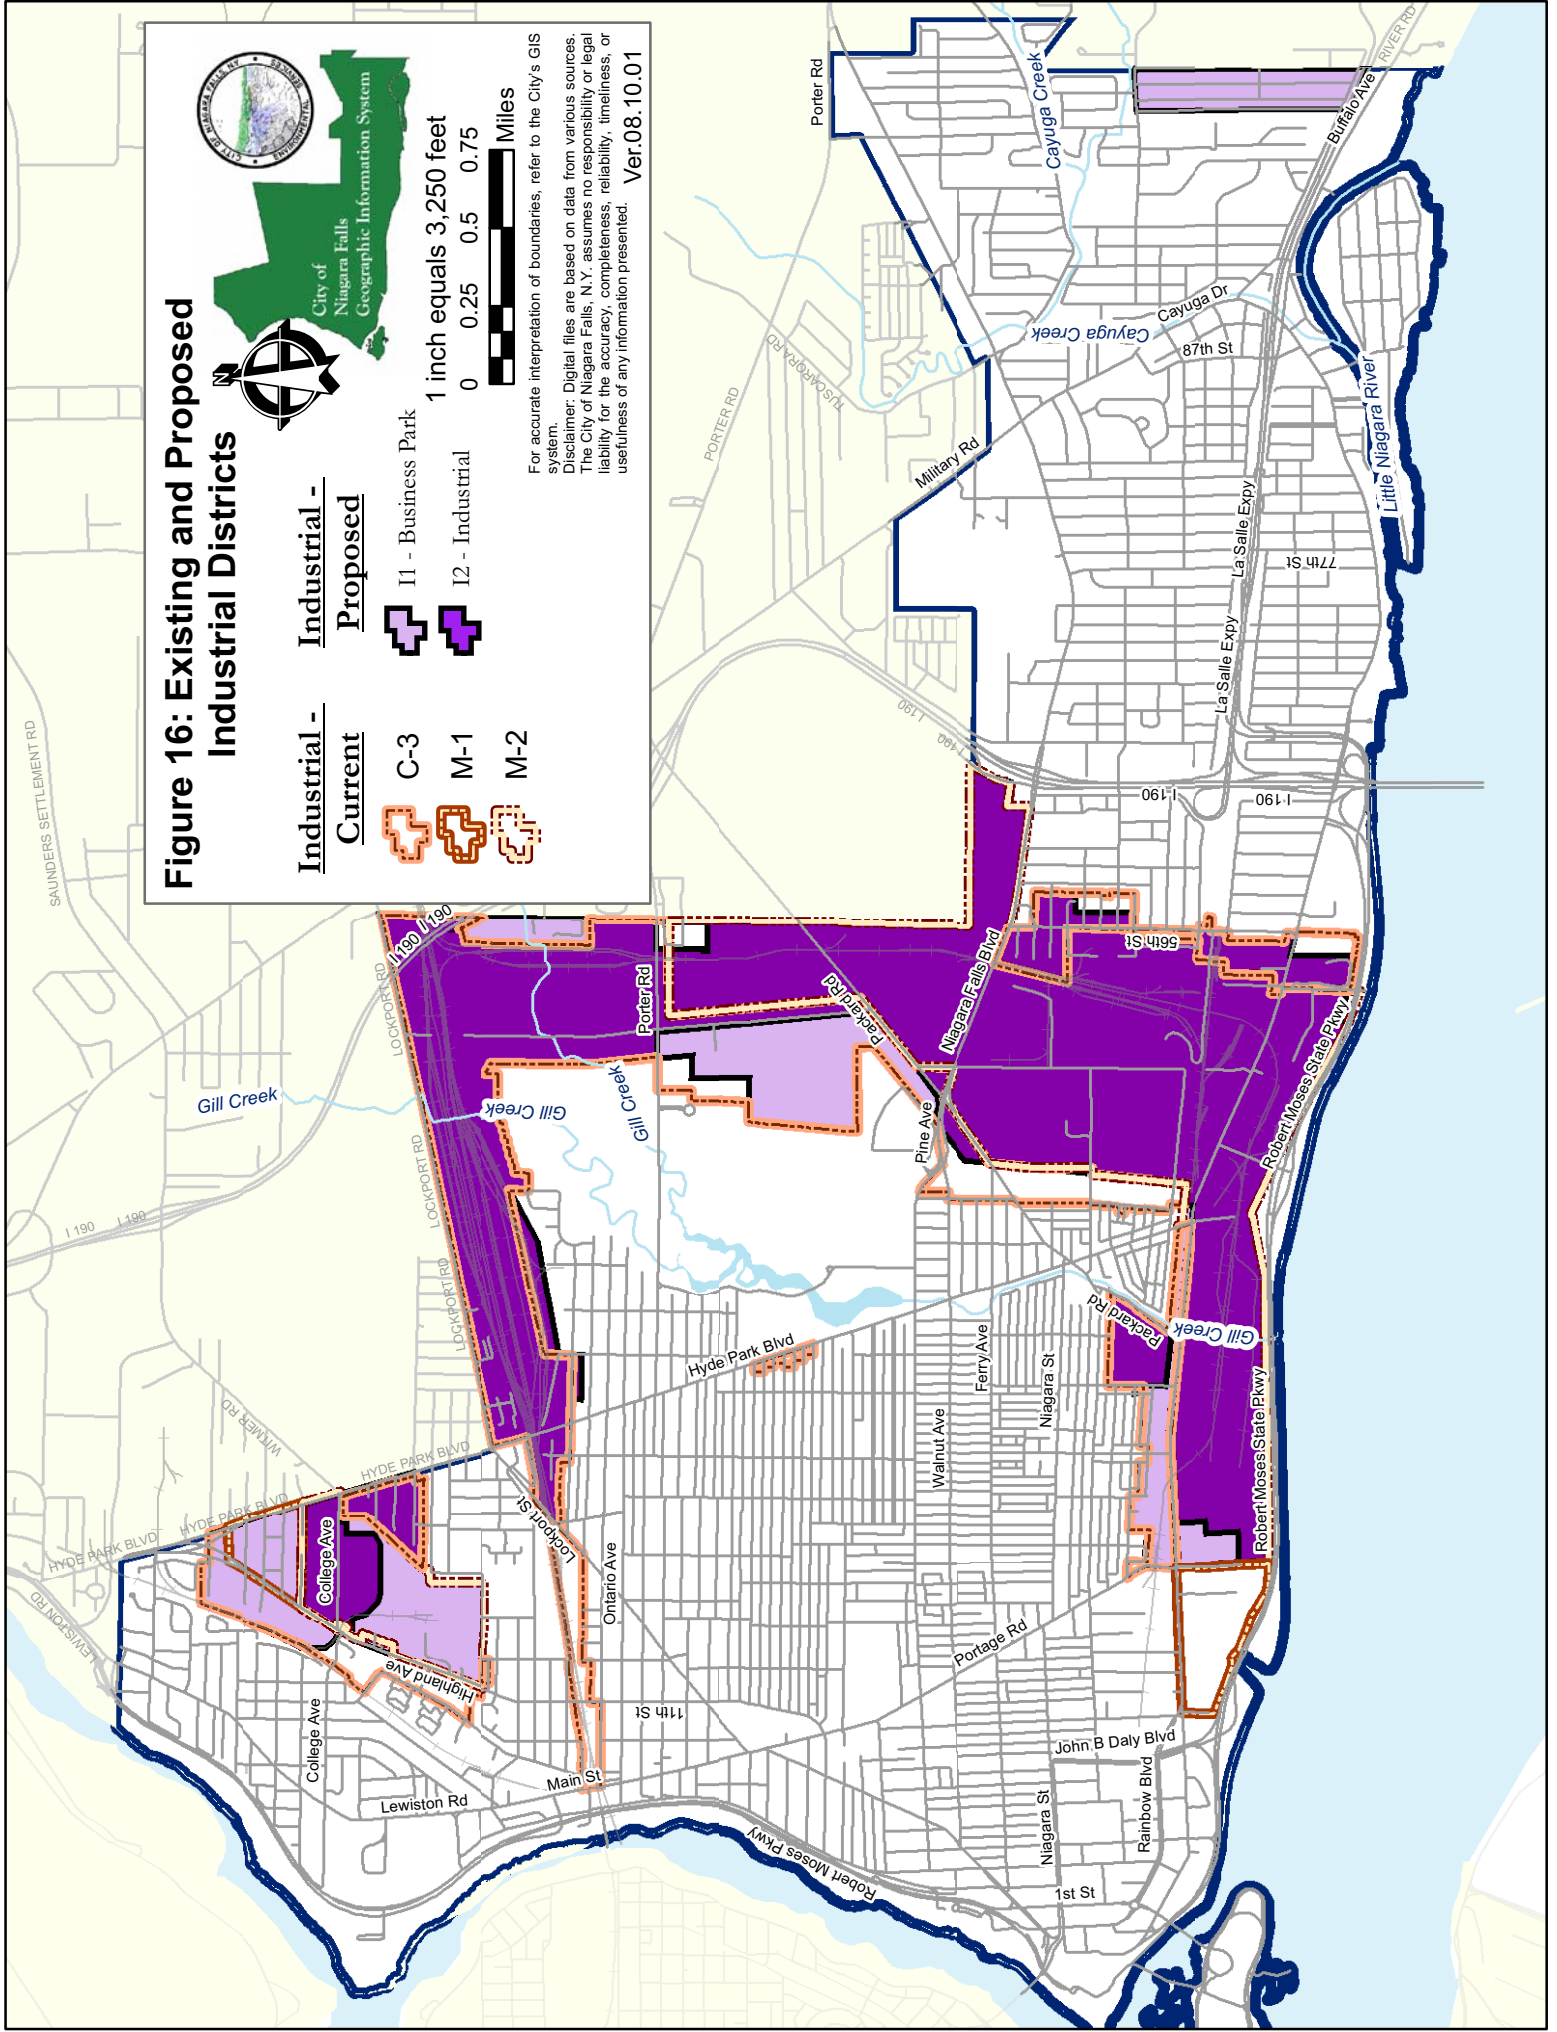 Figure 16: Existing and Proposed
Industrial Districts
Industrial -
Current
C-3
M-1
M-2
Industrial -
Proposed
I1 - Business Park
I2 - Industrial
N
CITY OF NIAGARA FALLS, N.Y.
ENVIRONMENTAL SERVICES
City of
Niagara Falls
Geographic Information System
1 inch equals 3,250 feet
0 0.25 0.5 0.75
Miles
For accurate interpretation of boundaries, refer to the City's GIS
system.
Disclaimer: Digital files are based on data from various sources.
The City of Niagara Falls, N.Y. assumes no responsibility or legal
liability for the accuracy, completeness, reliability, timeliness, or
usefulness of any information presented.
Ver.08.10.01
SAUNDERS SETTLEMENT RD
LEWISTON RD
HYDE PARK BLVD
HYDE PARK BLVD
HYDE PARK BLVD
WITMER RD
I 190
I 190
LOCKPORT RD
LOCKPORT RD
LOCKPORT RD
LOCKPORT RD
I 190
I 190
Gill Creek
Gill Creek
Gill Creek
Gill Creek
College Ave
College Ave
Highland Ave
Lewiston Rd
Main St
Lockport St
Ontario Ave
11th St
Hyde Park Blvd
Porter Rd
Packard Rd
Niagara Falls Blvd
Pine Ave
Walnut Ave
Ferry Ave
Niagara St
Niagara St
Packard Rd
Portage Rd
John B Daly Blvd
Rainbow Blvd
1st St
Robert Moses Pkwy
Robert Moses State Pkwy
Robert Moses State Pkwy
56th St
I 190
I 190
I 190
I 190
PORTER RD
TUSCARORA RD
Porter Rd
Military Rd
Cayuga Creek
Cayuga Creek
Cayuga Dr
87th St
77th St
La Salle Expy
La Salle Expy
Little Niagara River
Buffalo Ave
RIVER RD